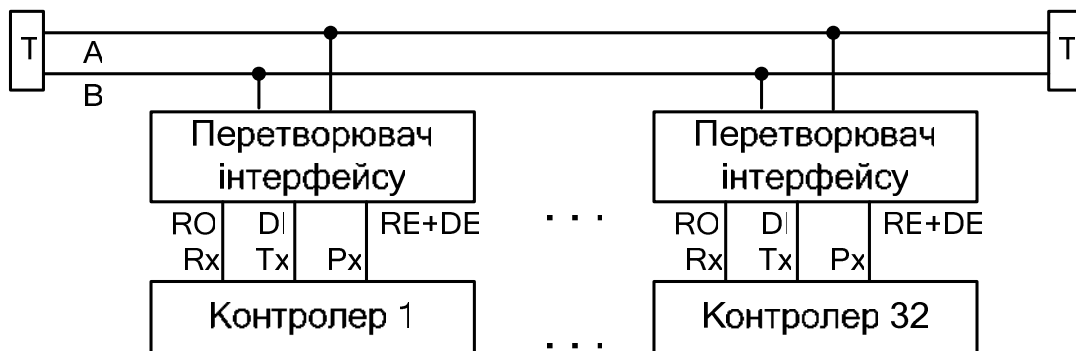 T A T
B
Перетворювач Перетворювач
інтерфейсу інтерфейсу
RO DI RE+DE . . . RO DI RE+DE
Rx Tx Px Rx Tx Px
Контролер 1 Контролер 32
. . .